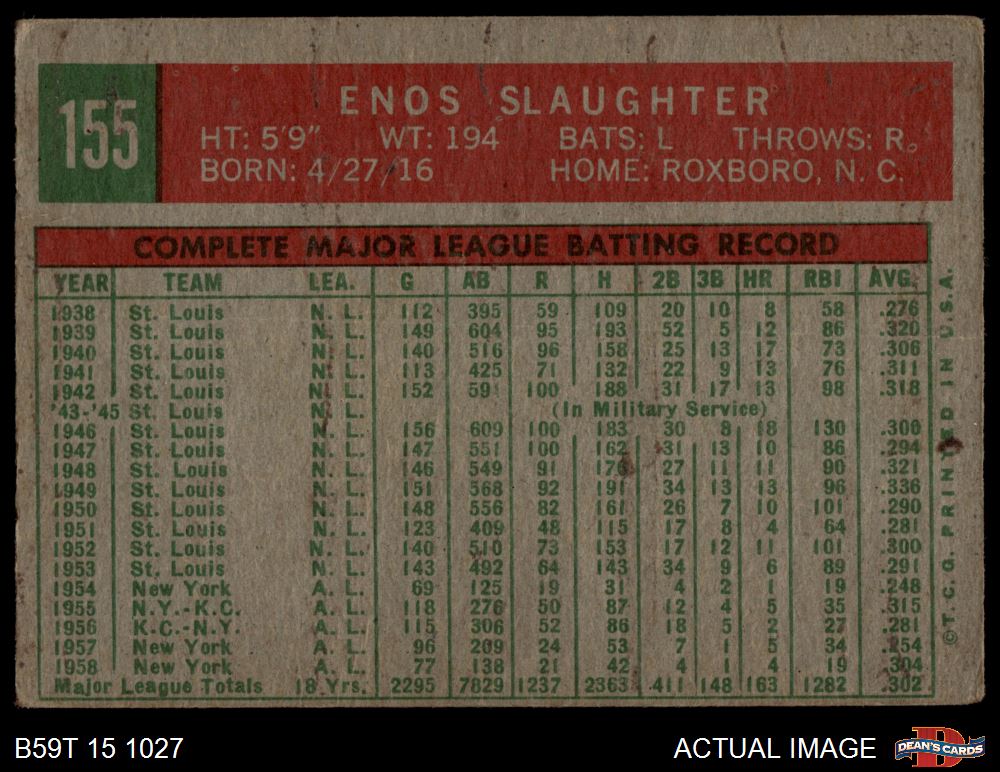 155
ENOS SLAUGHTER
HT: 5'9" WT: 194 BATS: L THROWS: R.
BORN: 4/27/16 HOME: ROXBORO, N. C.
COMPLETE MAJOR LEAGUE BATTING RECORD
YEAR TEAM LEA. G AB R H 2B 3B HR RBI AVG.
1938 St. Louis N. L. 112 395 59 109 20 10 8 58 .276
1939 St. Louis N. L. 149 604 95 193 52 5 12 86 .320
1940 St. Louis N. L. 140 516 96 158 25 13 17 73 .306
1941 St. Louis N. L. 113 425 71 132 22 9 13 76 .311
1942 St. Louis N. L. 152 591 100 188 31 17 13 98 .318
'43-'45 St. Louis N. L. (In Military Service)
1946 St. Louis N. L. 156 609 100 183 30 8 18 130 .300
1947 St. Louis N. L. 147 551 100 162 31 13 10 86 .294
1948 St. Louis N. L. 146 549 91 176 27 11 11 90 .321
1949 St. Louis N. L. 151 568 92 191 34 13 13 96 .336
1950 St. Louis N. L. 148 556 82 161 26 7 10 101 .290
1951 St. Louis N. L. 123 409 48 115 17 8 4 64 .281
1952 St. Louis N. L. 140 510 73 153 17 12 11 101 .300
1953 St. Louis N. L. 143 492 64 143 34 9 6 89 .291
1954 New York A. L. 69 125 19 31 4 2 1 19 .248
1955 N.Y.-K.C. A. L. 118 276 50 87 12 4 5 35 .315
1956 K.C.-N.Y. A. L. 115 306 52 86 18 5 2 27 .281
1957 New York A. L. 96 209 24 53 7 1 5 34 .254
1958 New York A. L. 77 138 21 42 4 1 4 19 .304
Major League Totals 18 Yrs. 2295 7829 1237 2363 411 148 163 1282 .302
©T.C.G. PRINTED IN U.S.A.
B59T 15 1027
ACTUAL IMAGE
DEAN'S CARDS